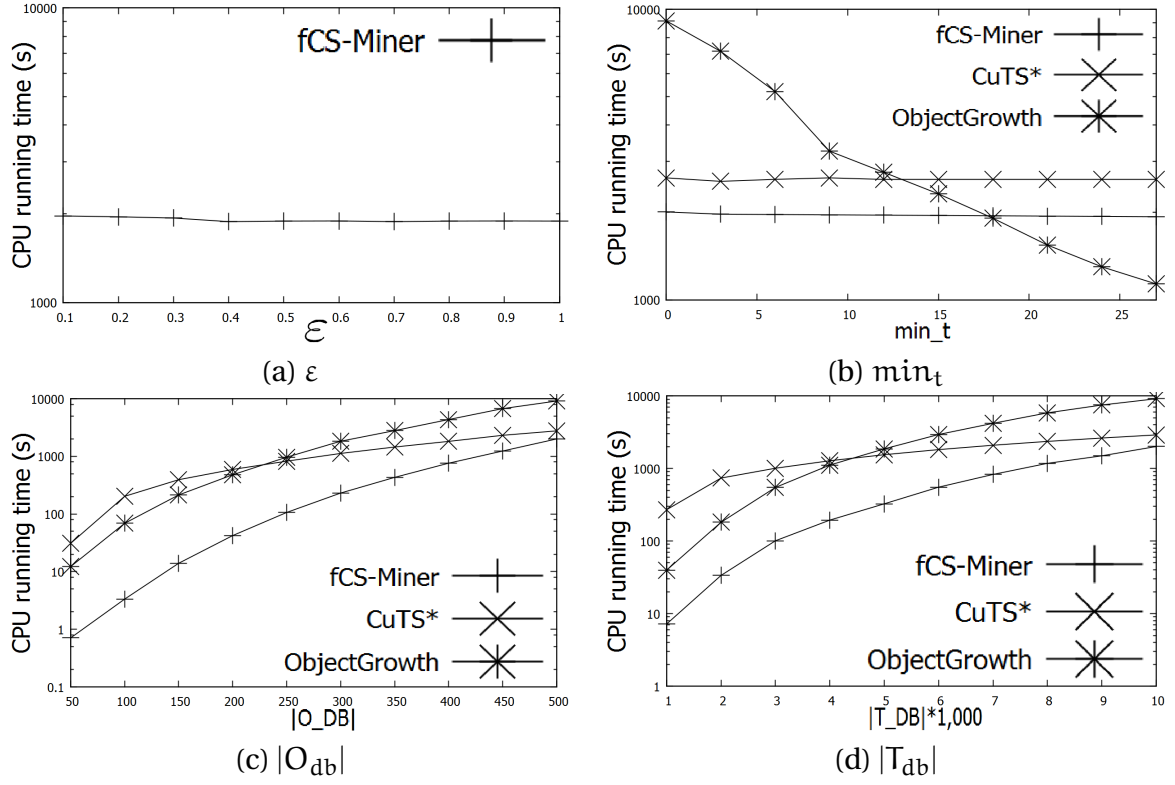 10000
1000
CPU running time (s)
fCS-Miner
0.1 0.2 0.3 0.4 0.5 0.6 0.7 0.8 0.9 1
ε
(a) ε
10000
1000
CPU running time (s)
fCS-Miner
CuTS*
ObjectGrowth
0 5 10 15 20 25
min_t
(b) min_t
10000
1000
100
10
1
0.1
CPU running time (s)
fCS-Miner
CuTS*
ObjectGrowth
50 100 150 200 250 300 350 400 450 500
|O_DB|
(c) |O_db|
10000
1000
100
10
1
CPU running time (s)
fCS-Miner
CuTS*
ObjectGrowth
1 2 3 4 5 6 7 8 9 10
|T_DB|*1,000
(d) |T_db|